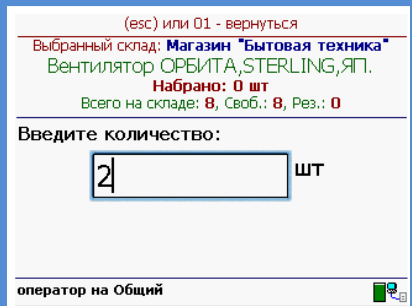 (esc) или 01 - вернуться
Выбранный склад: Магазин "Бытовая техника"
Вентилятор ОРБИТА,STERLING,ЯП.
Набрано: 0 шт
Всего на складе: 8, Своб.: 8, Рез.: 0
Введите количество:
2 шт
оператор на Общий